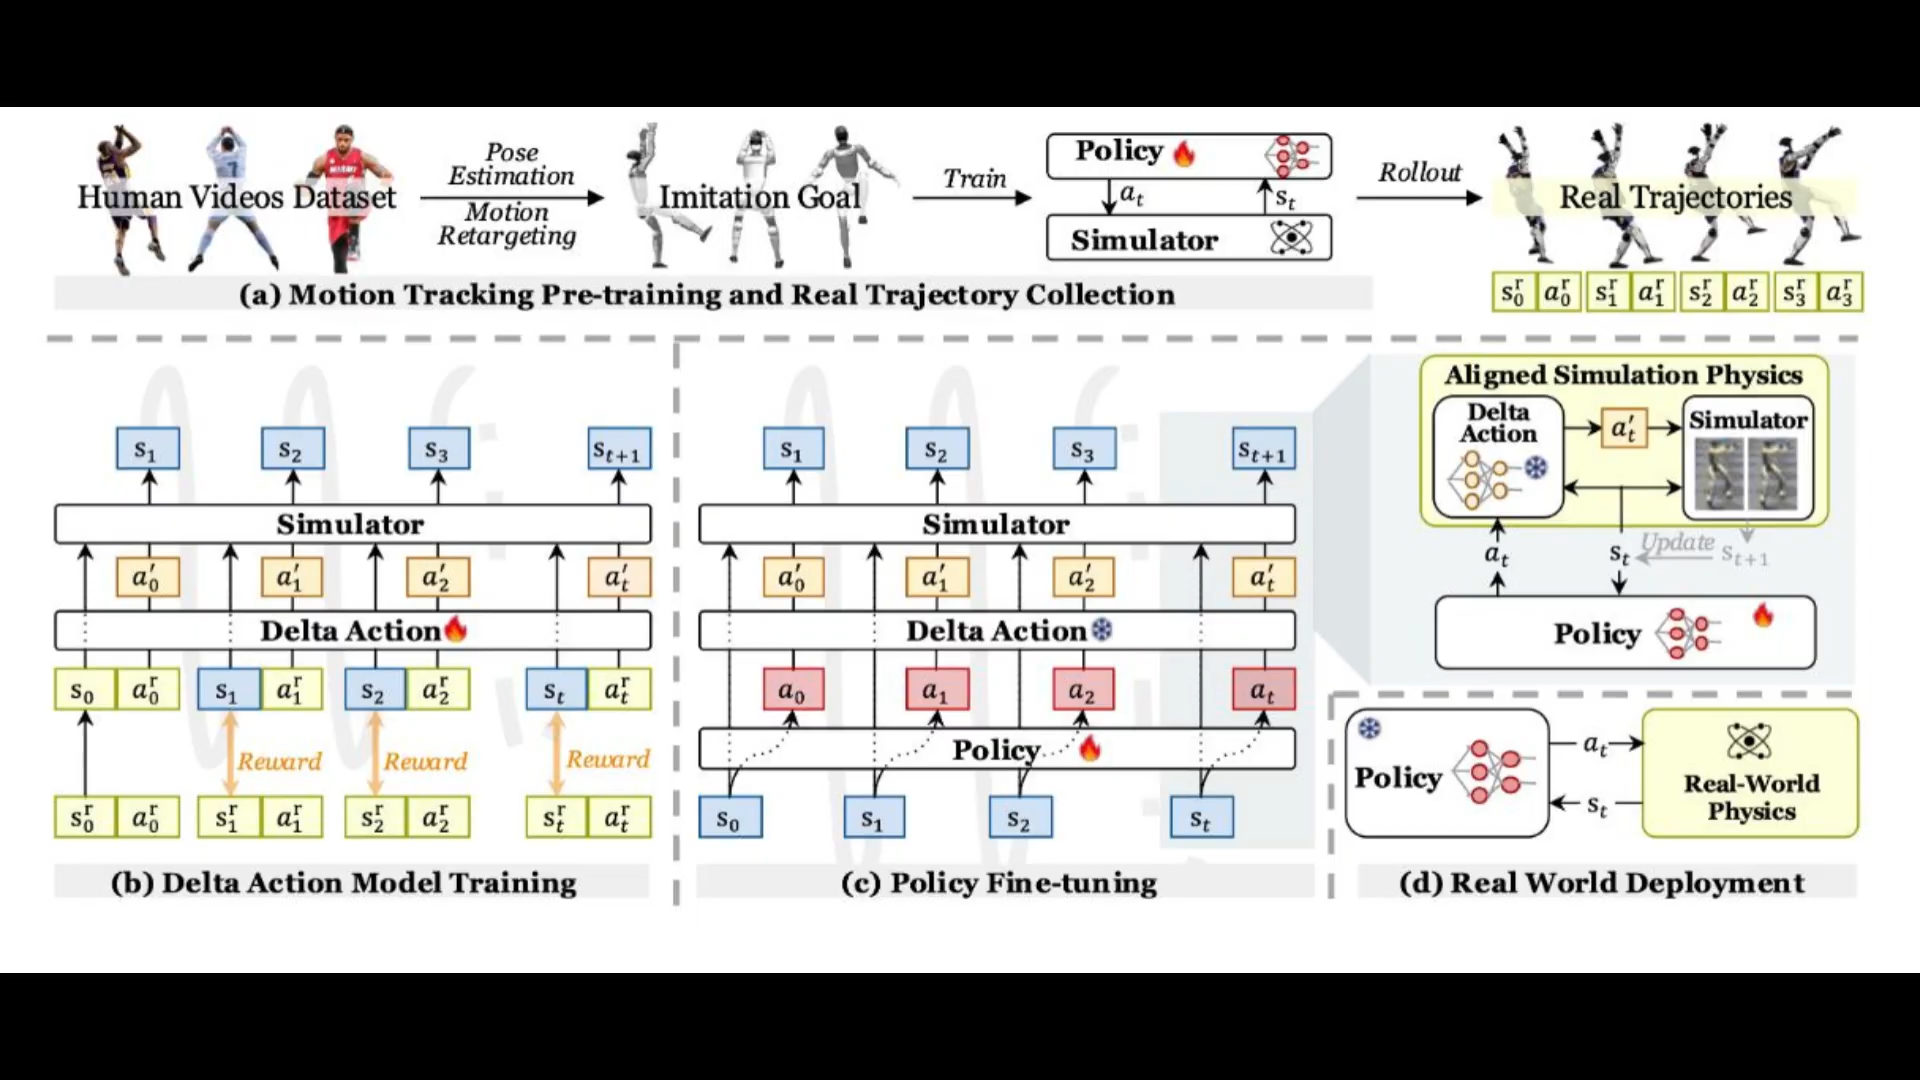 Human Videos Dataset
Pose
Estimation
Motion
Retargeting
Imitation Goal
Train
Policy
a_t
s_t
Simulator
Rollout
Real Trajectories
s_0^r a_0^r s_1^r a_1^r s_2^r a_2^r s_3^r a_3^r
(a) Motion Tracking Pre-training and Real Trajectory Collection
s_1 s_2 s_3 s_{t+1}
Simulator
a'_0 a'_1 a'_2 a'_t
Delta Action
s_0 a_0^r s_1 a_1^r s_2 a_2^r s_t a_t^r
Reward Reward Reward
s_0^r a_0^r s_1^r a_1^r s_2^r a_2^r s_t^r a_t^r
(b) Delta Action Model Training
s_1 s_2 s_3 s_{t+1}
Simulator
a'_0 a'_1 a'_2 a'_t
Delta Action
a_0 a_1 a_2 a_t
Policy
s_0 s_1 s_2 s_t
(c) Policy Fine-tuning
Aligned Simulation Physics
Delta
Action
a'_t
Simulator
a_t
s_t
Update
s_{t+1}
Policy
Policy
a_t
s_t
Real-World
Physics
(d) Real World Deployment